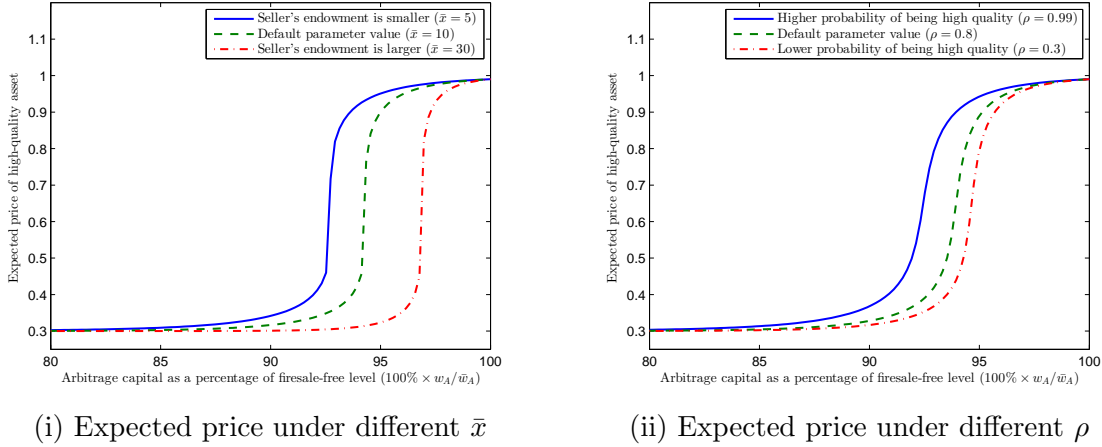 Seller's endowment is smaller (x̄ = 5)
Default parameter value (x̄ = 10)
Seller's endowment is larger (x̄ = 30)
Expected price of high-quality asset
1.1
1
0.9
0.8
0.7
0.6
0.5
0.4
0.3
80
85
90
95
100
Arbitrage capital as a percentage of firesale-free level (100% × w_A/w̄_A)
(i) Expected price under different x̄
Higher probability of being high quality (ρ = 0.99)
Default parameter value (ρ = 0.8)
Lower probability of being high quality (ρ = 0.3)
Expected price of high-quality asset
1.1
1
0.9
0.8
0.7
0.6
0.5
0.4
0.3
80
85
90
95
100
Arbitrage capital as a percentage of firesale-free level (100% × w_A/w̄_A)
(ii) Expected price under different ρ